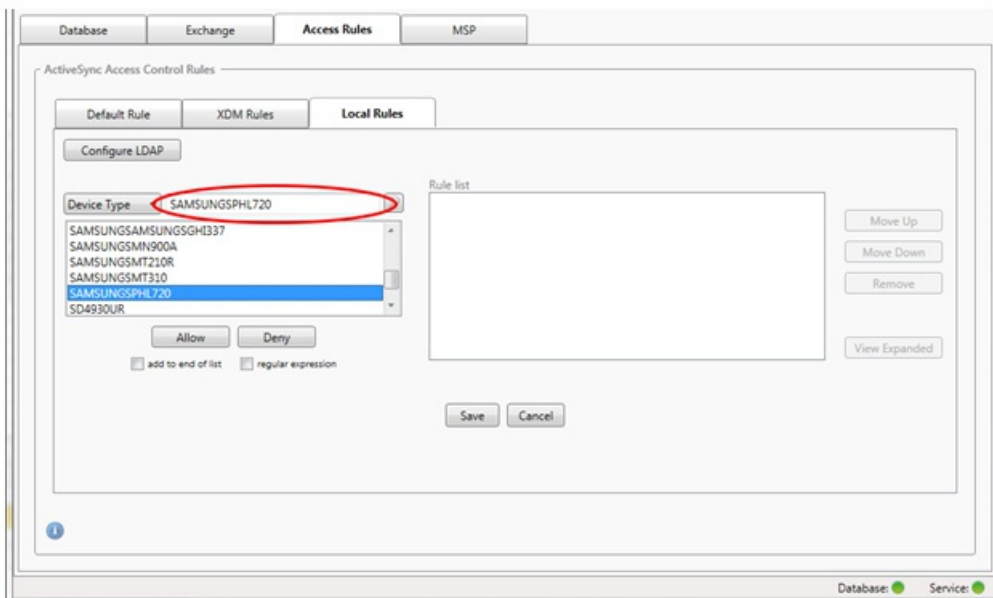 Database Exchange Access Rules MSP
ActiveSync Access Control Rules
Default Rule XDM Rules Local Rules
Configure LDAP
Rule list
Device Type SAMSUNGSPHL720
SAMSUNGSAMSUNGSGHI337
SAMSUNGSMN900A
SAMSUNGSMT210R
SAMSUNGSMT310
SAMSUNGSPHL720
SD4930UR
Move Up
Move Down
Remove
View Expanded
Allow Deny
add to end of list regular expression
Save Cancel
Database: Service: